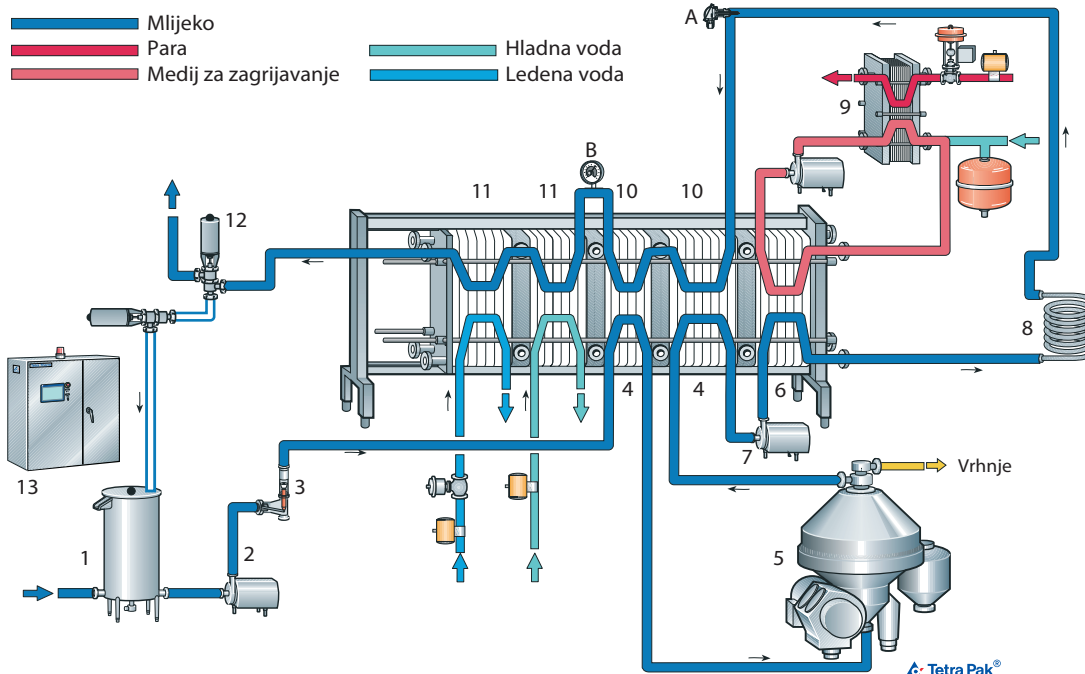 Mlijeko
Para
Medij za zagrijavanje
Hladna voda
Ledena voda
A
9
B
11
11
10
10
12
8
4
4
6
7
13
3
1
2
5
Vrhnje
Tetra Pak®